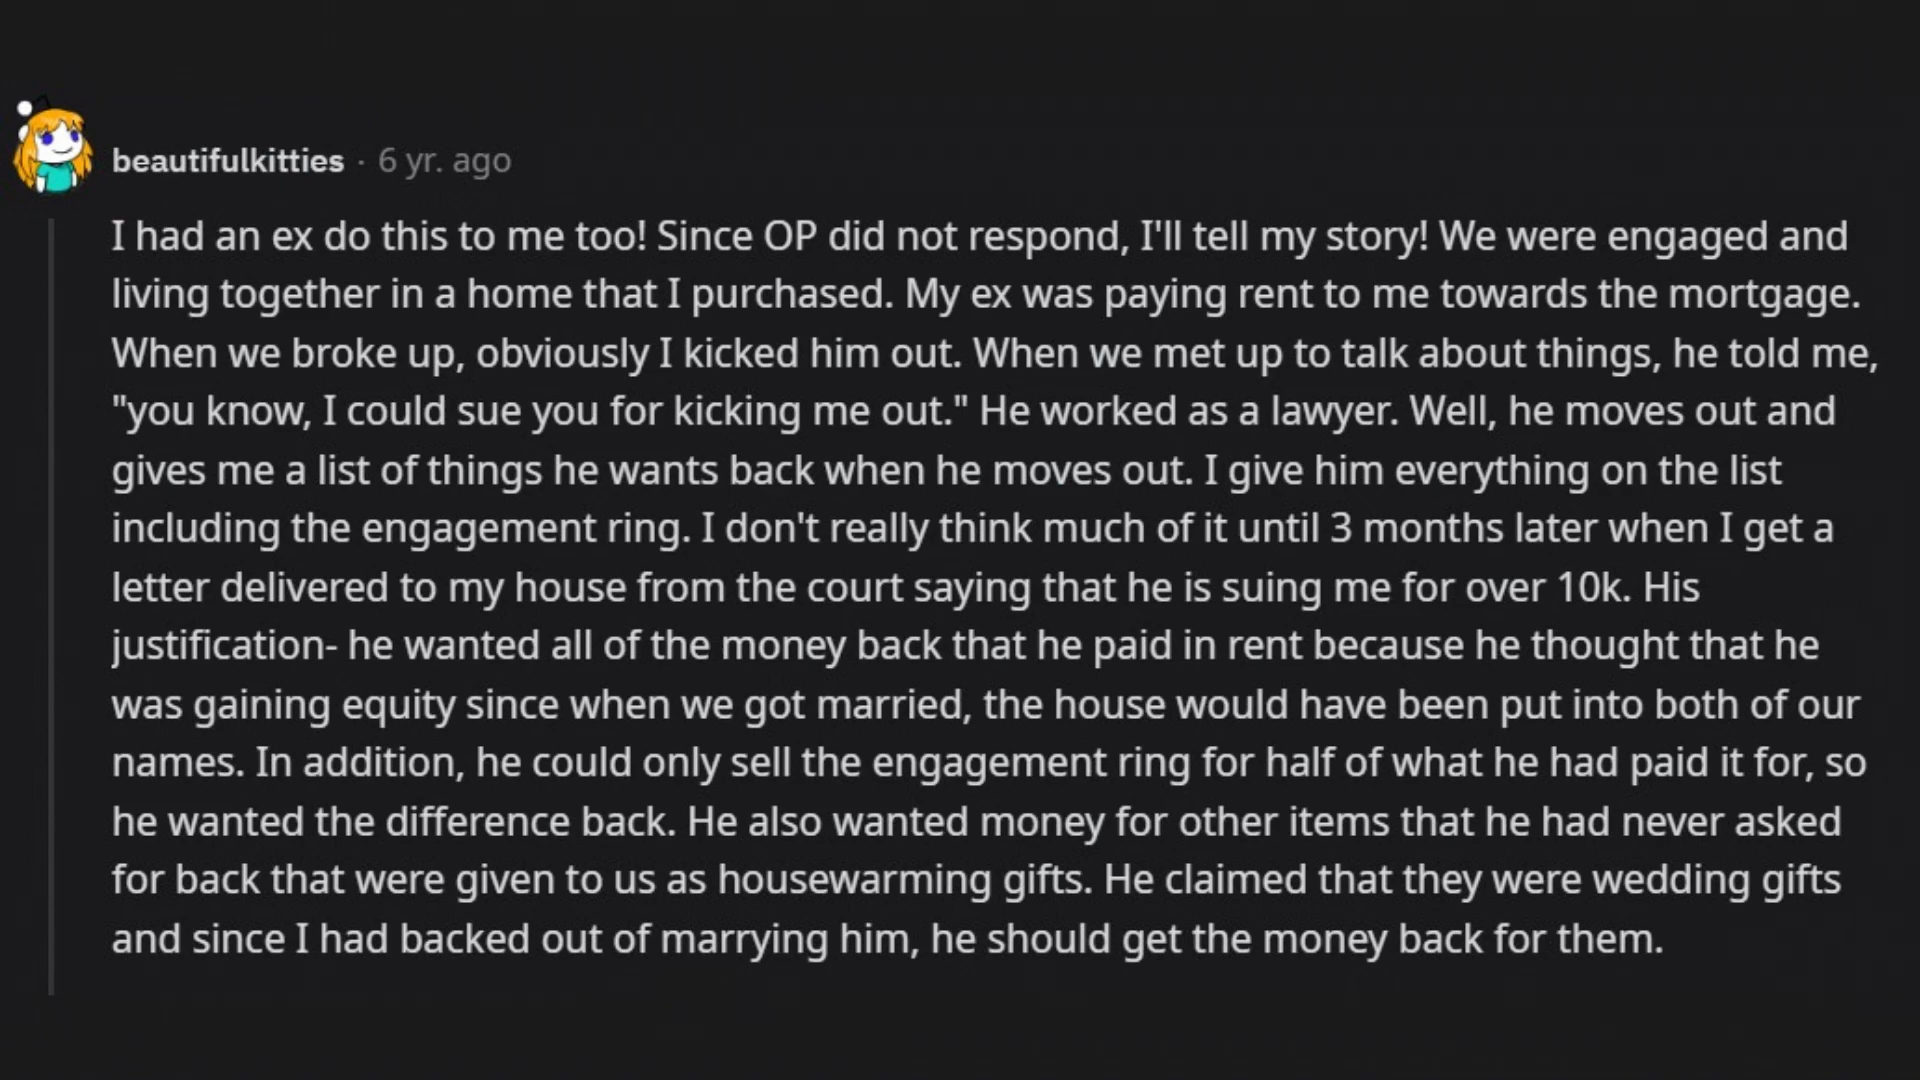 beautifulkitties · 6 yr. ago
I had an ex do this to me too! Since OP did not respond, I'll tell my story! We were engaged and
living together in a home that I purchased. My ex was paying rent to me towards the mortgage.
When we broke up, obviously I kicked him out. When we met up to talk about things, he told me,
"you know, I could sue you for kicking me out." He worked as a lawyer. Well, he moves out and
gives me a list of things he wants back when he moves out. I give him everything on the list
including the engagement ring. I don't really think much of it until 3 months later when I get a
letter delivered to my house from the court saying that he is suing me for over 10k. His
justification- he wanted all of the money back that he paid in rent because he thought that he
was gaining equity since when we got married, the house would have been put into both of our
names. In addition, he could only sell the engagement ring for half of what he had paid it for, so
he wanted the difference back. He also wanted money for other items that he had never asked
for back that were given to us as housewarming gifts. He claimed that they were wedding gifts
and since I had backed out of marrying him, he should get the money back for them.